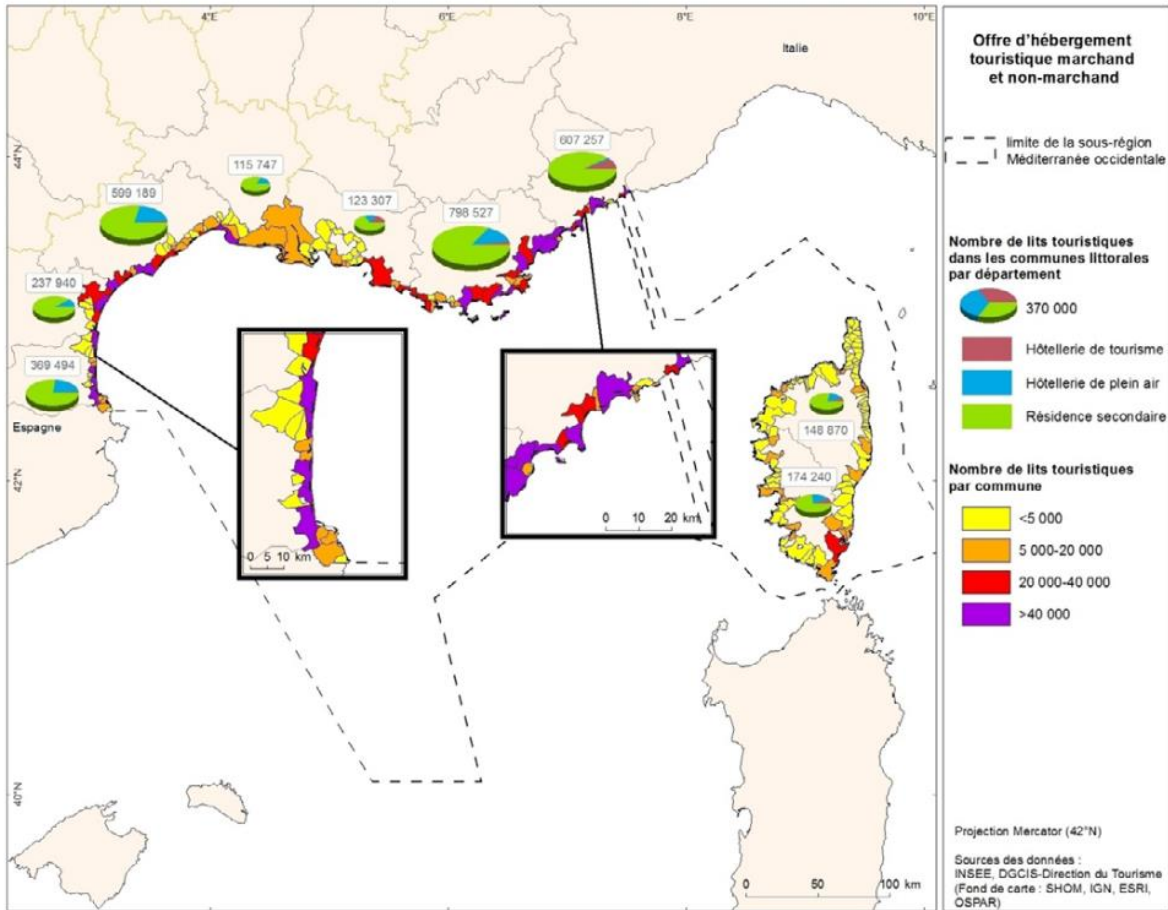 4°E
6°E
8°E
10°E
Italie
44°N
607 257
115 747
599 189
123 307
798 527
237 940
369 494
Espagne
42°N
148 870
174 240
0 5 10 km
0 10 20 km
40°N
0 50 100 km
Offre d'hébergement
touristique marchand
et non-marchand
limite de la sous-région
Méditerranée occidentale
Nombre de lits touristiques
dans les communes littorales
par département
370 000
Hôtellerie de tourisme
Hôtellerie de plein air
Résidence secondaire
Nombre de lits touristiques
par commune
<5 000
5 000-20 000
20 000-40 000
>40 000
Projection Mercator (42°N)
Sources des données :
INSEE, DGCIS-Direction du Tourisme
(Fond de carte : SHOM, IGN, ESRI,
OSPAR)